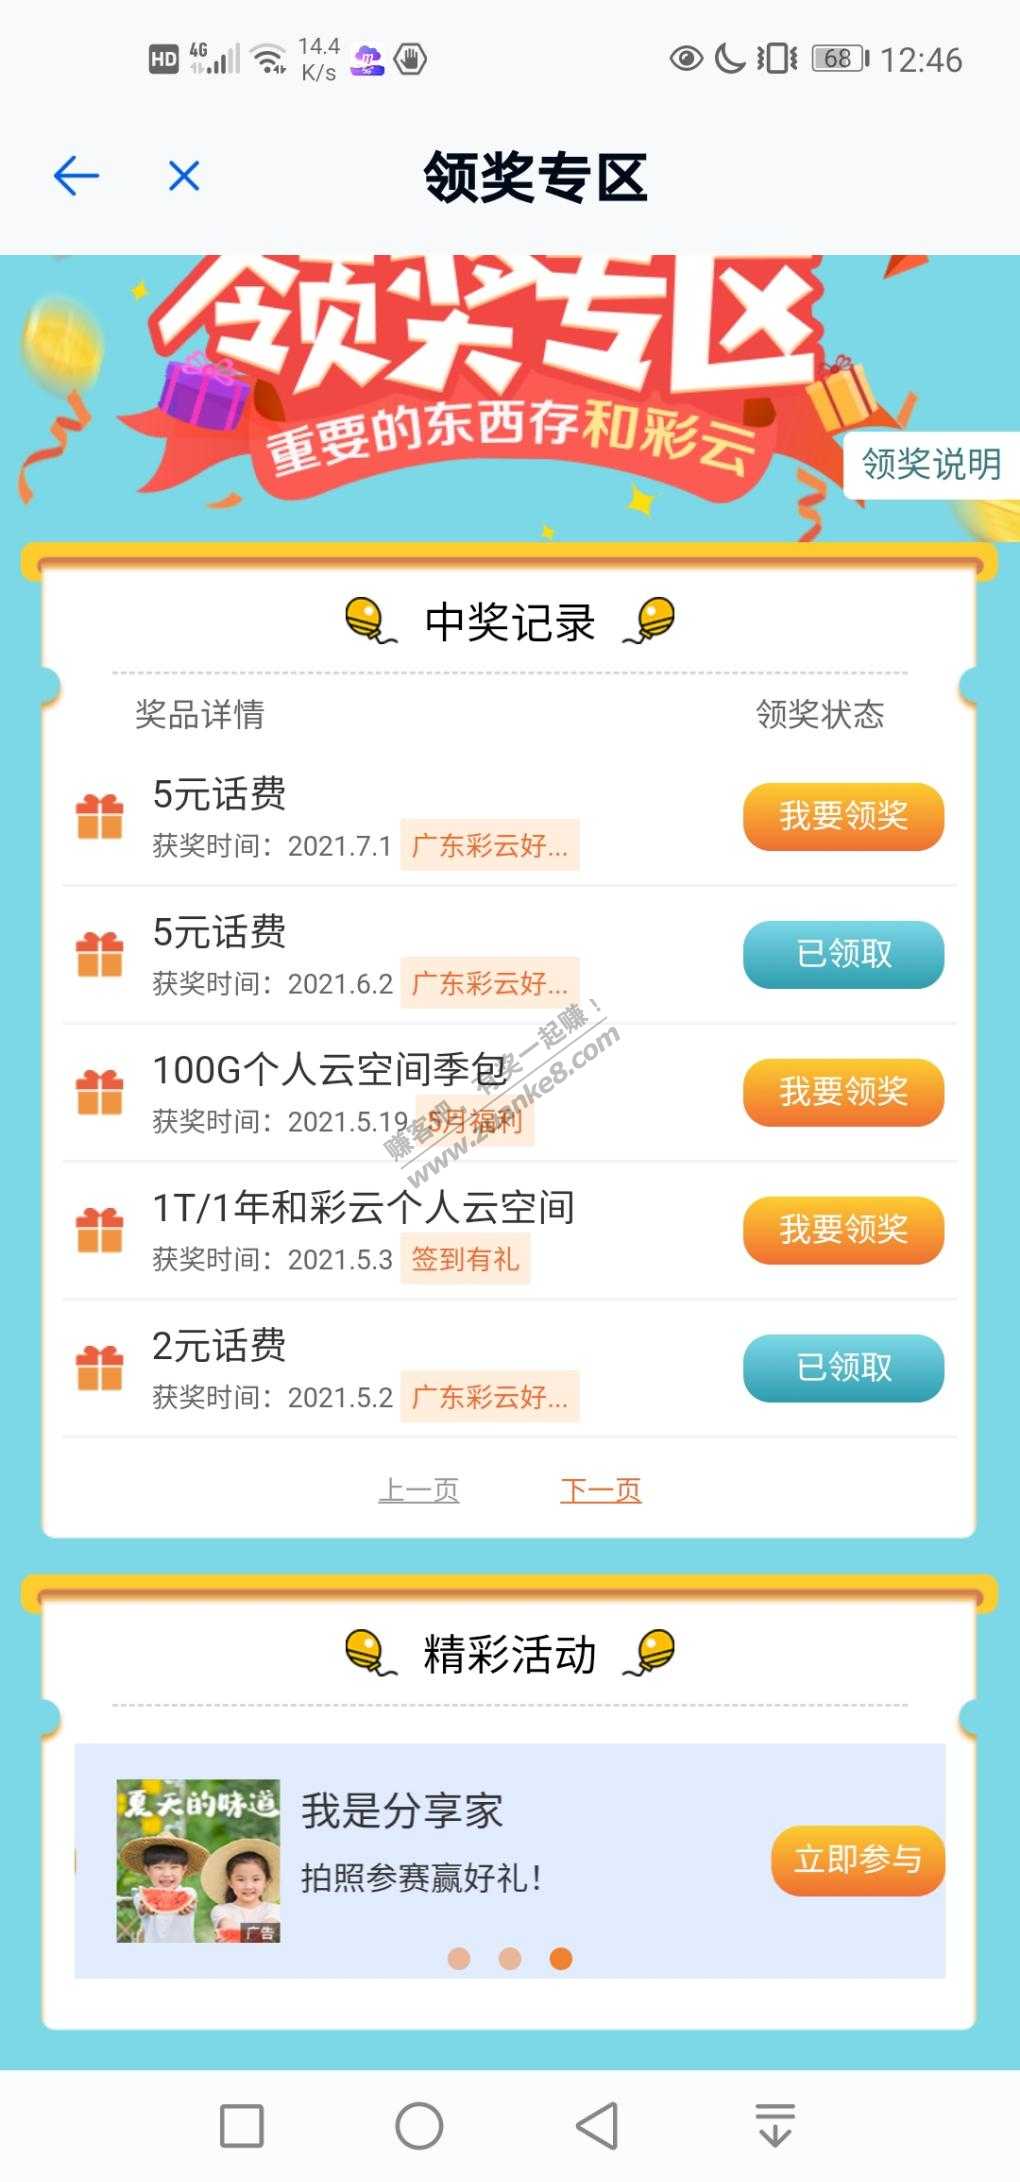 HD 4G 14.4 K/s 68 12:46
领奖专区
领奖专区
重要的东西存和彩云
领奖说明
中奖记录
奖品详情 领奖状态
5元话费
获奖时间：2021.7.1 广东彩云好... 我要领奖
5元话费
获奖时间：2021.6.2 广东彩云好... 已领取
100G个人云空间季包
获奖时间：2021.5.19 5月福利 我要领奖
1T/1年和彩云个人云空间
获奖时间：2021.5.3 签到有礼 我要领奖
2元话费
获奖时间：2021.5.2 广东彩云好... 已领取
赚客吧，有奖一起赚！
www.zuanke8.com
上一页 下一页
精彩活动
夏天的味道
广告
我是分享家
拍照参赛赢好礼！
立即参与